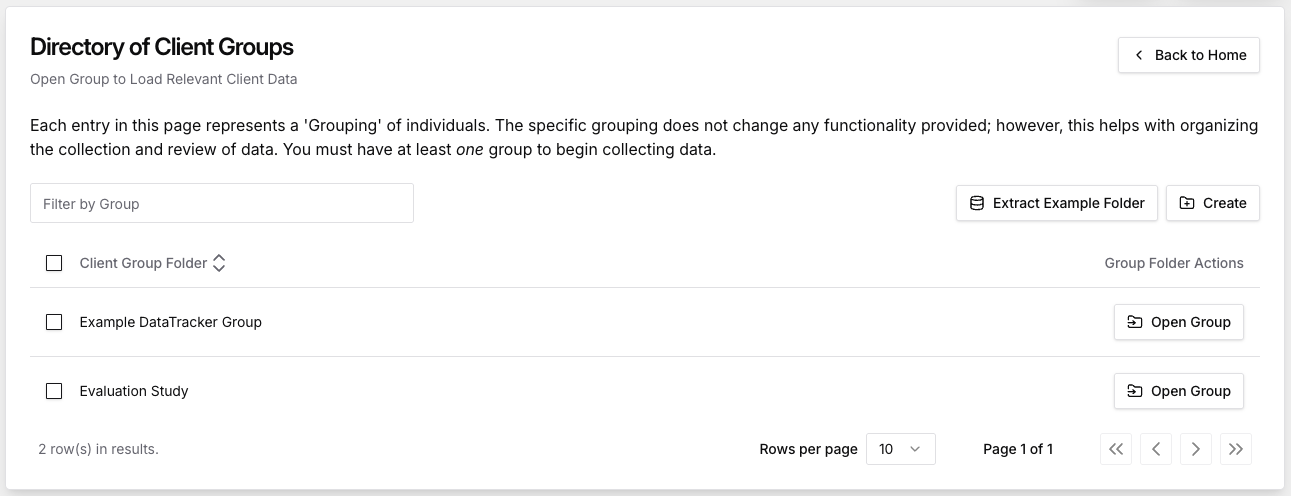 Directory of Client Groups
Back to Home
Open Group to Load Relevant Client Data
Each entry in this page represents a 'Grouping' of individuals. The specific grouping does not change any functionality provided; however, this helps with organizing
the collection and review of data. You must have at least one group to begin collecting data.
Filter by Group
Extract Example Folder
Create
Client Group Folder
Group Folder Actions
Example DataTracker Group
Open Group
Evaluation Study
Open Group
2 row(s) in results.
Rows per page
10
Page 1 of 1